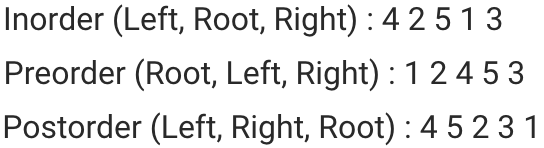 Inorder (Left, Root, Right) : 4 2 5 1 3
Preorder (Root, Left, Right) : 1 2 4 5 3
Postorder (Left, Right, Root) : 4 5 2 3 1